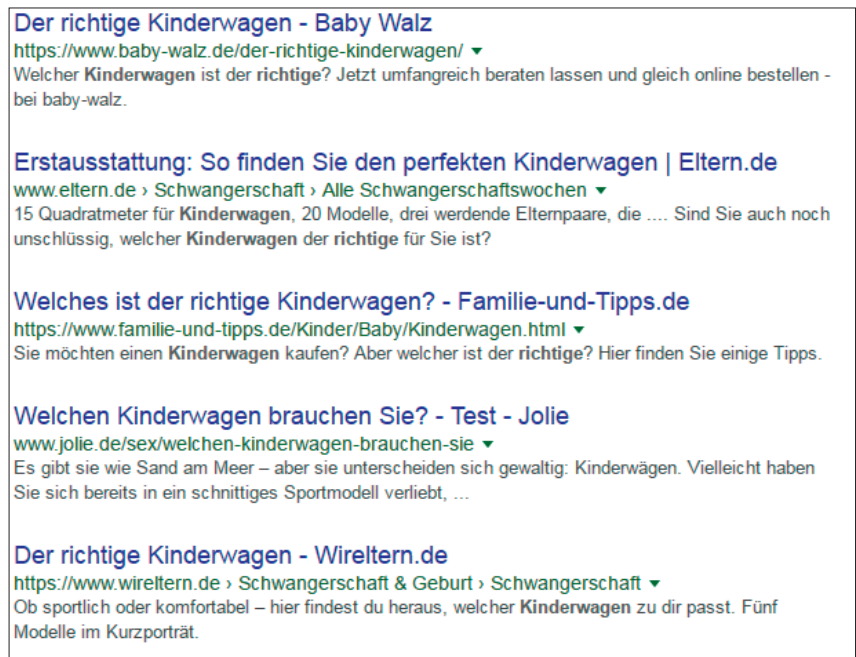 Der richtige Kinderwagen - Baby Walz
https://www.baby-walz.de/der-richtige-kinderwagen/
Welcher Kinderwagen ist der richtige? Jetzt umfangreich beraten lassen und gleich online bestellen -
bei baby-walz.
Erstausstattung: So finden Sie den perfekten Kinderwagen | Eltern.de
www.eltern.de › Schwangerschaft › Alle Schwangerschaftswochen
15 Quadratmeter für Kinderwagen, 20 Modelle, drei werdende Elternpaare, die .... Sind Sie auch noch
unschlüssig, welcher Kinderwagen der richtige für Sie ist?
Welches ist der richtige Kinderwagen? - Familie-und-Tipps.de
https://www.familie-und-tipps.de/Kinder/Baby/Kinderwagen.html
Sie möchten einen Kinderwagen kaufen? Aber welcher ist der richtige? Hier finden Sie einige Tipps.
Welchen Kinderwagen brauchen Sie? - Test - Jolie
www.jolie.de/sex/welchen-kinderwagen-brauchen-sie
Es gibt sie wie Sand am Meer – aber sie unterscheiden sich gewaltig: Kinderwägen. Vielleicht haben
Sie sich bereits in ein schnittiges Sportmodell verliebt, ...
Der richtige Kinderwagen - Wireltern.de
https://www.wireltern.de › Schwangerschaft & Geburt › Schwangerschaft
Ob sportlich oder komfortabel – hier findest du heraus, welcher Kinderwagen zu dir passt. Fünf
Modelle im Kurzporträt.